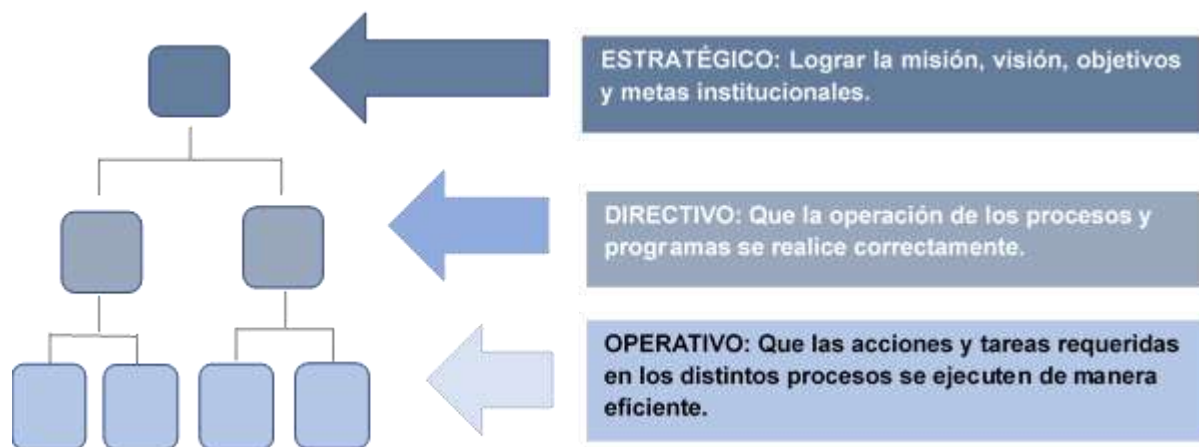 ESTRATÉGICO: Lograr la misión, visión, objetivos
y metas institucionales.
DIRECTIVO: Que la operación de los procesos y
programas se realice correctamente.
OPERATIVO: Que las acciones y tareas requeridas
en los distintos procesos se ejecuten de manera
eficiente.